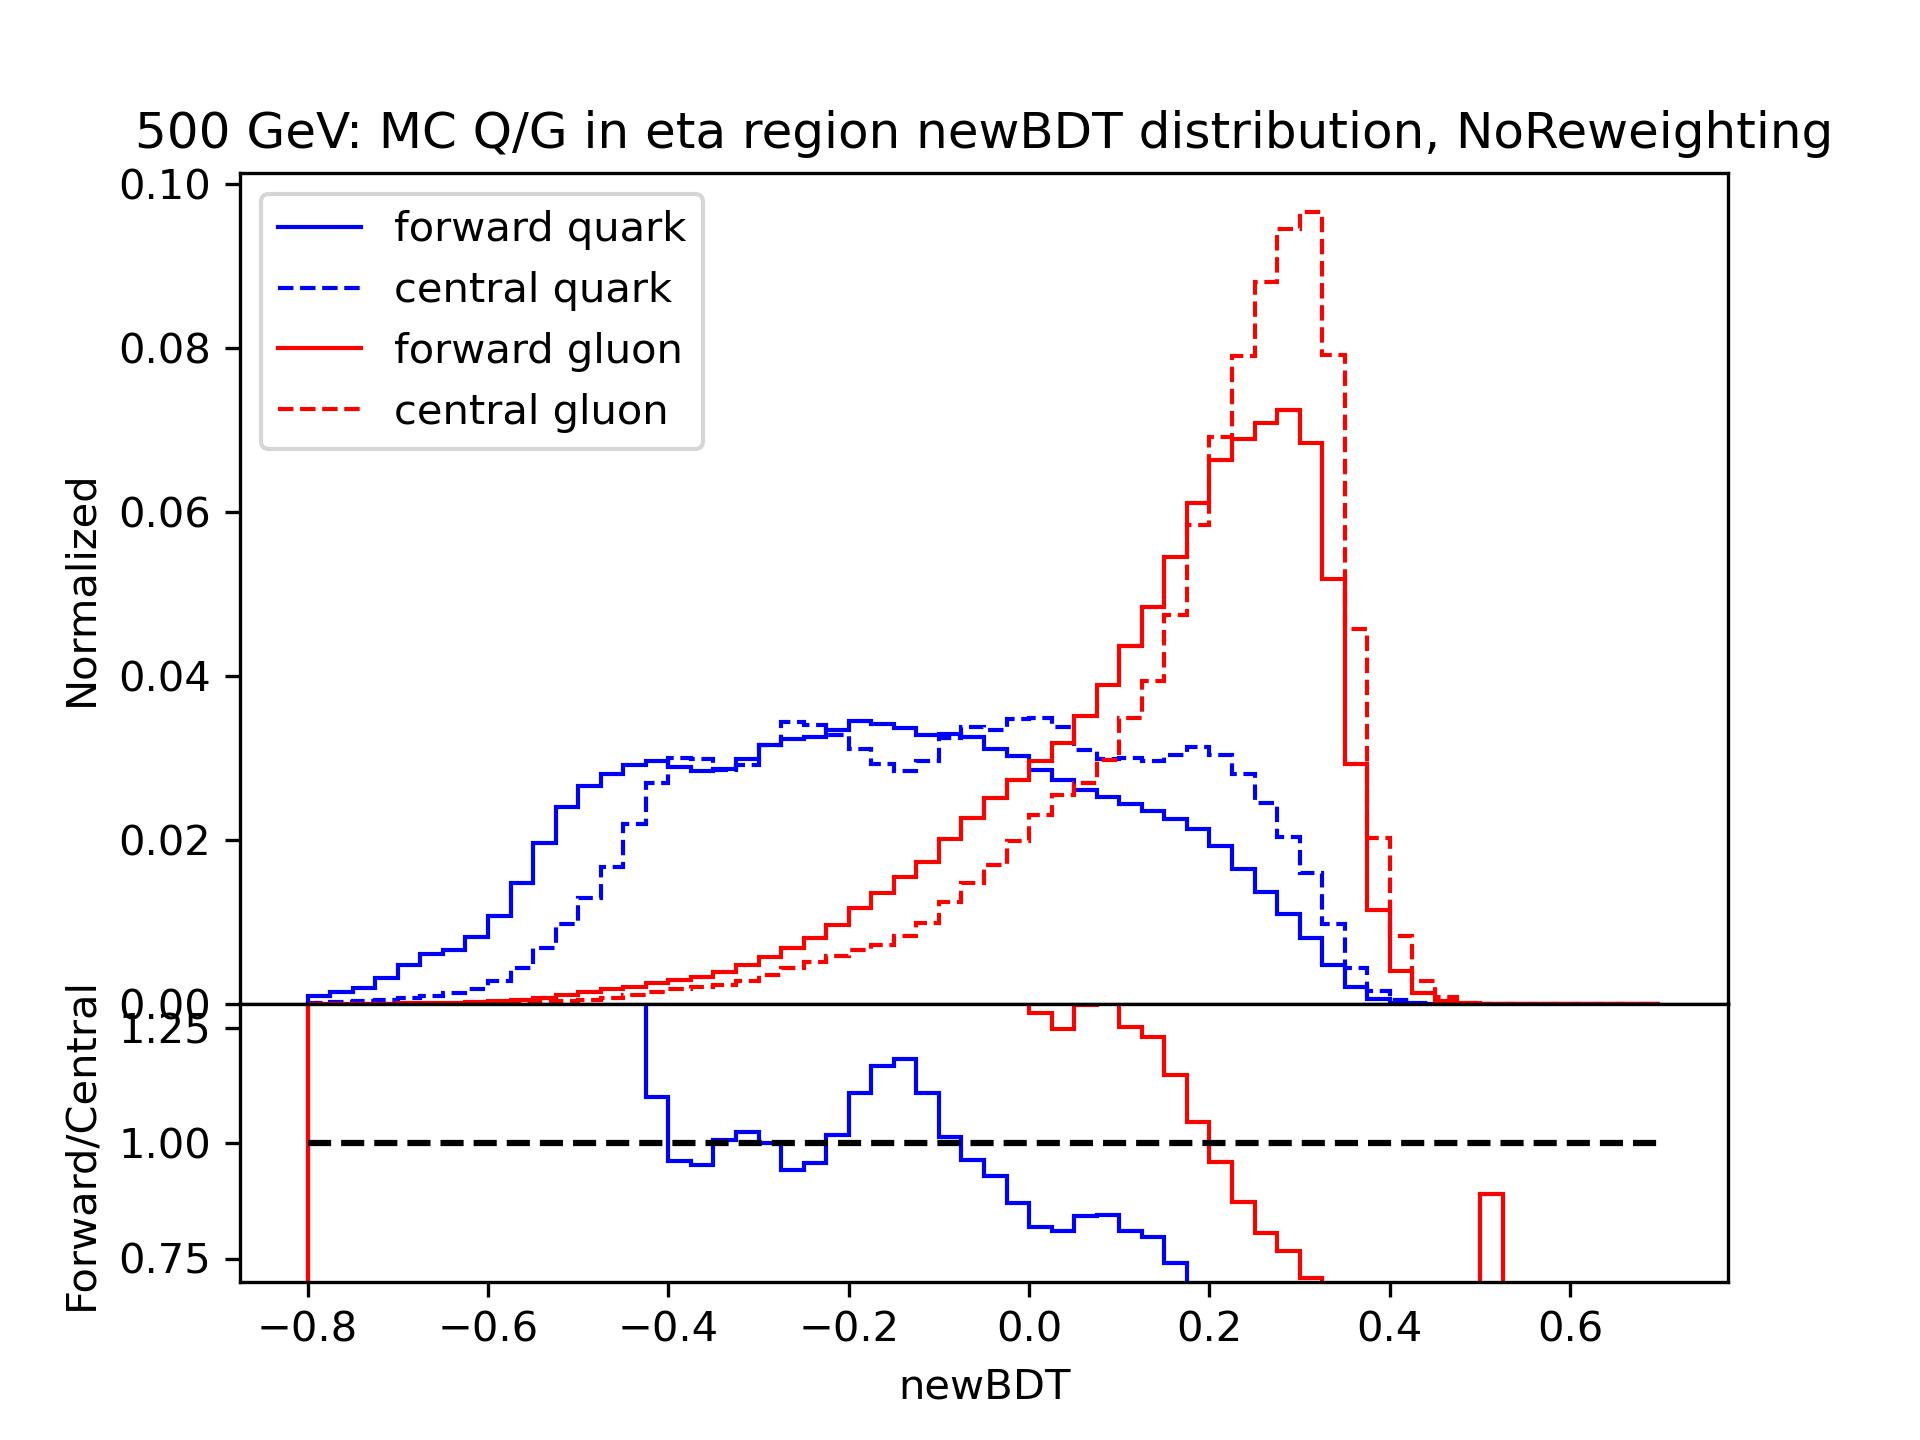 500 GeV: MC Q/G in eta region newBDT distribution, NoReweighting
0.10
0.08
0.06
0.04
0.02
0.00
Normalized
forward quark
central quark
forward gluon
central gluon
1.25
1.00
0.75
Forward/Central
−0.8 −0.6 −0.4 −0.2 0.0 0.2 0.4 0.6
newBDT